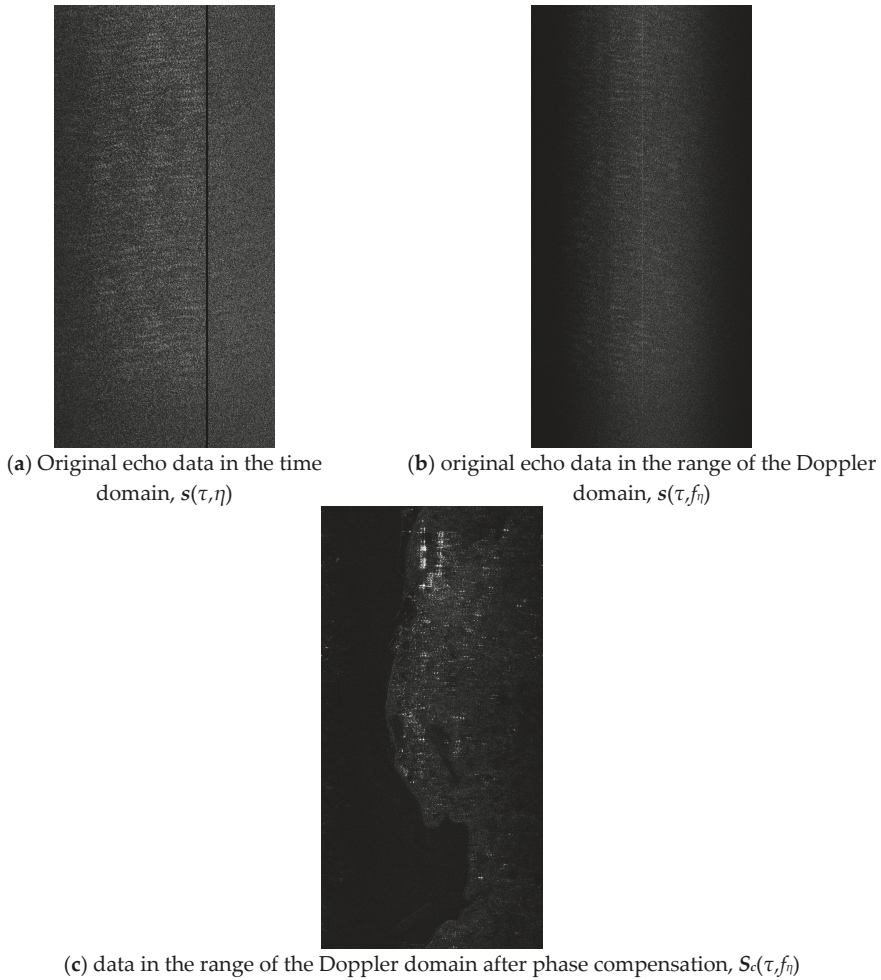 (a) Original echo data in the time
domain, s(τ,η)
(b) original echo data in the range of the Doppler
domain, s(τ,fη)
(c) data in the range of the Doppler domain after phase compensation, Sc(τ,fη)